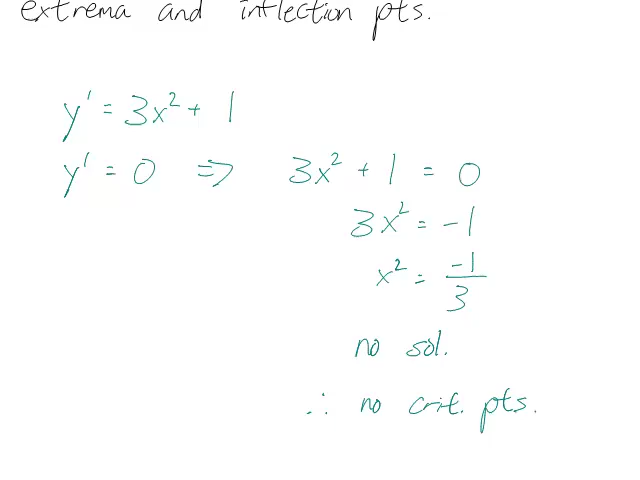 extrema and inflection pts.
y' = 3x² + 1
y' = 0 ⇒ 3x² + 1 = 0
3x² = -1
x² = -1/3
no sol.
∴ no crit. pts.